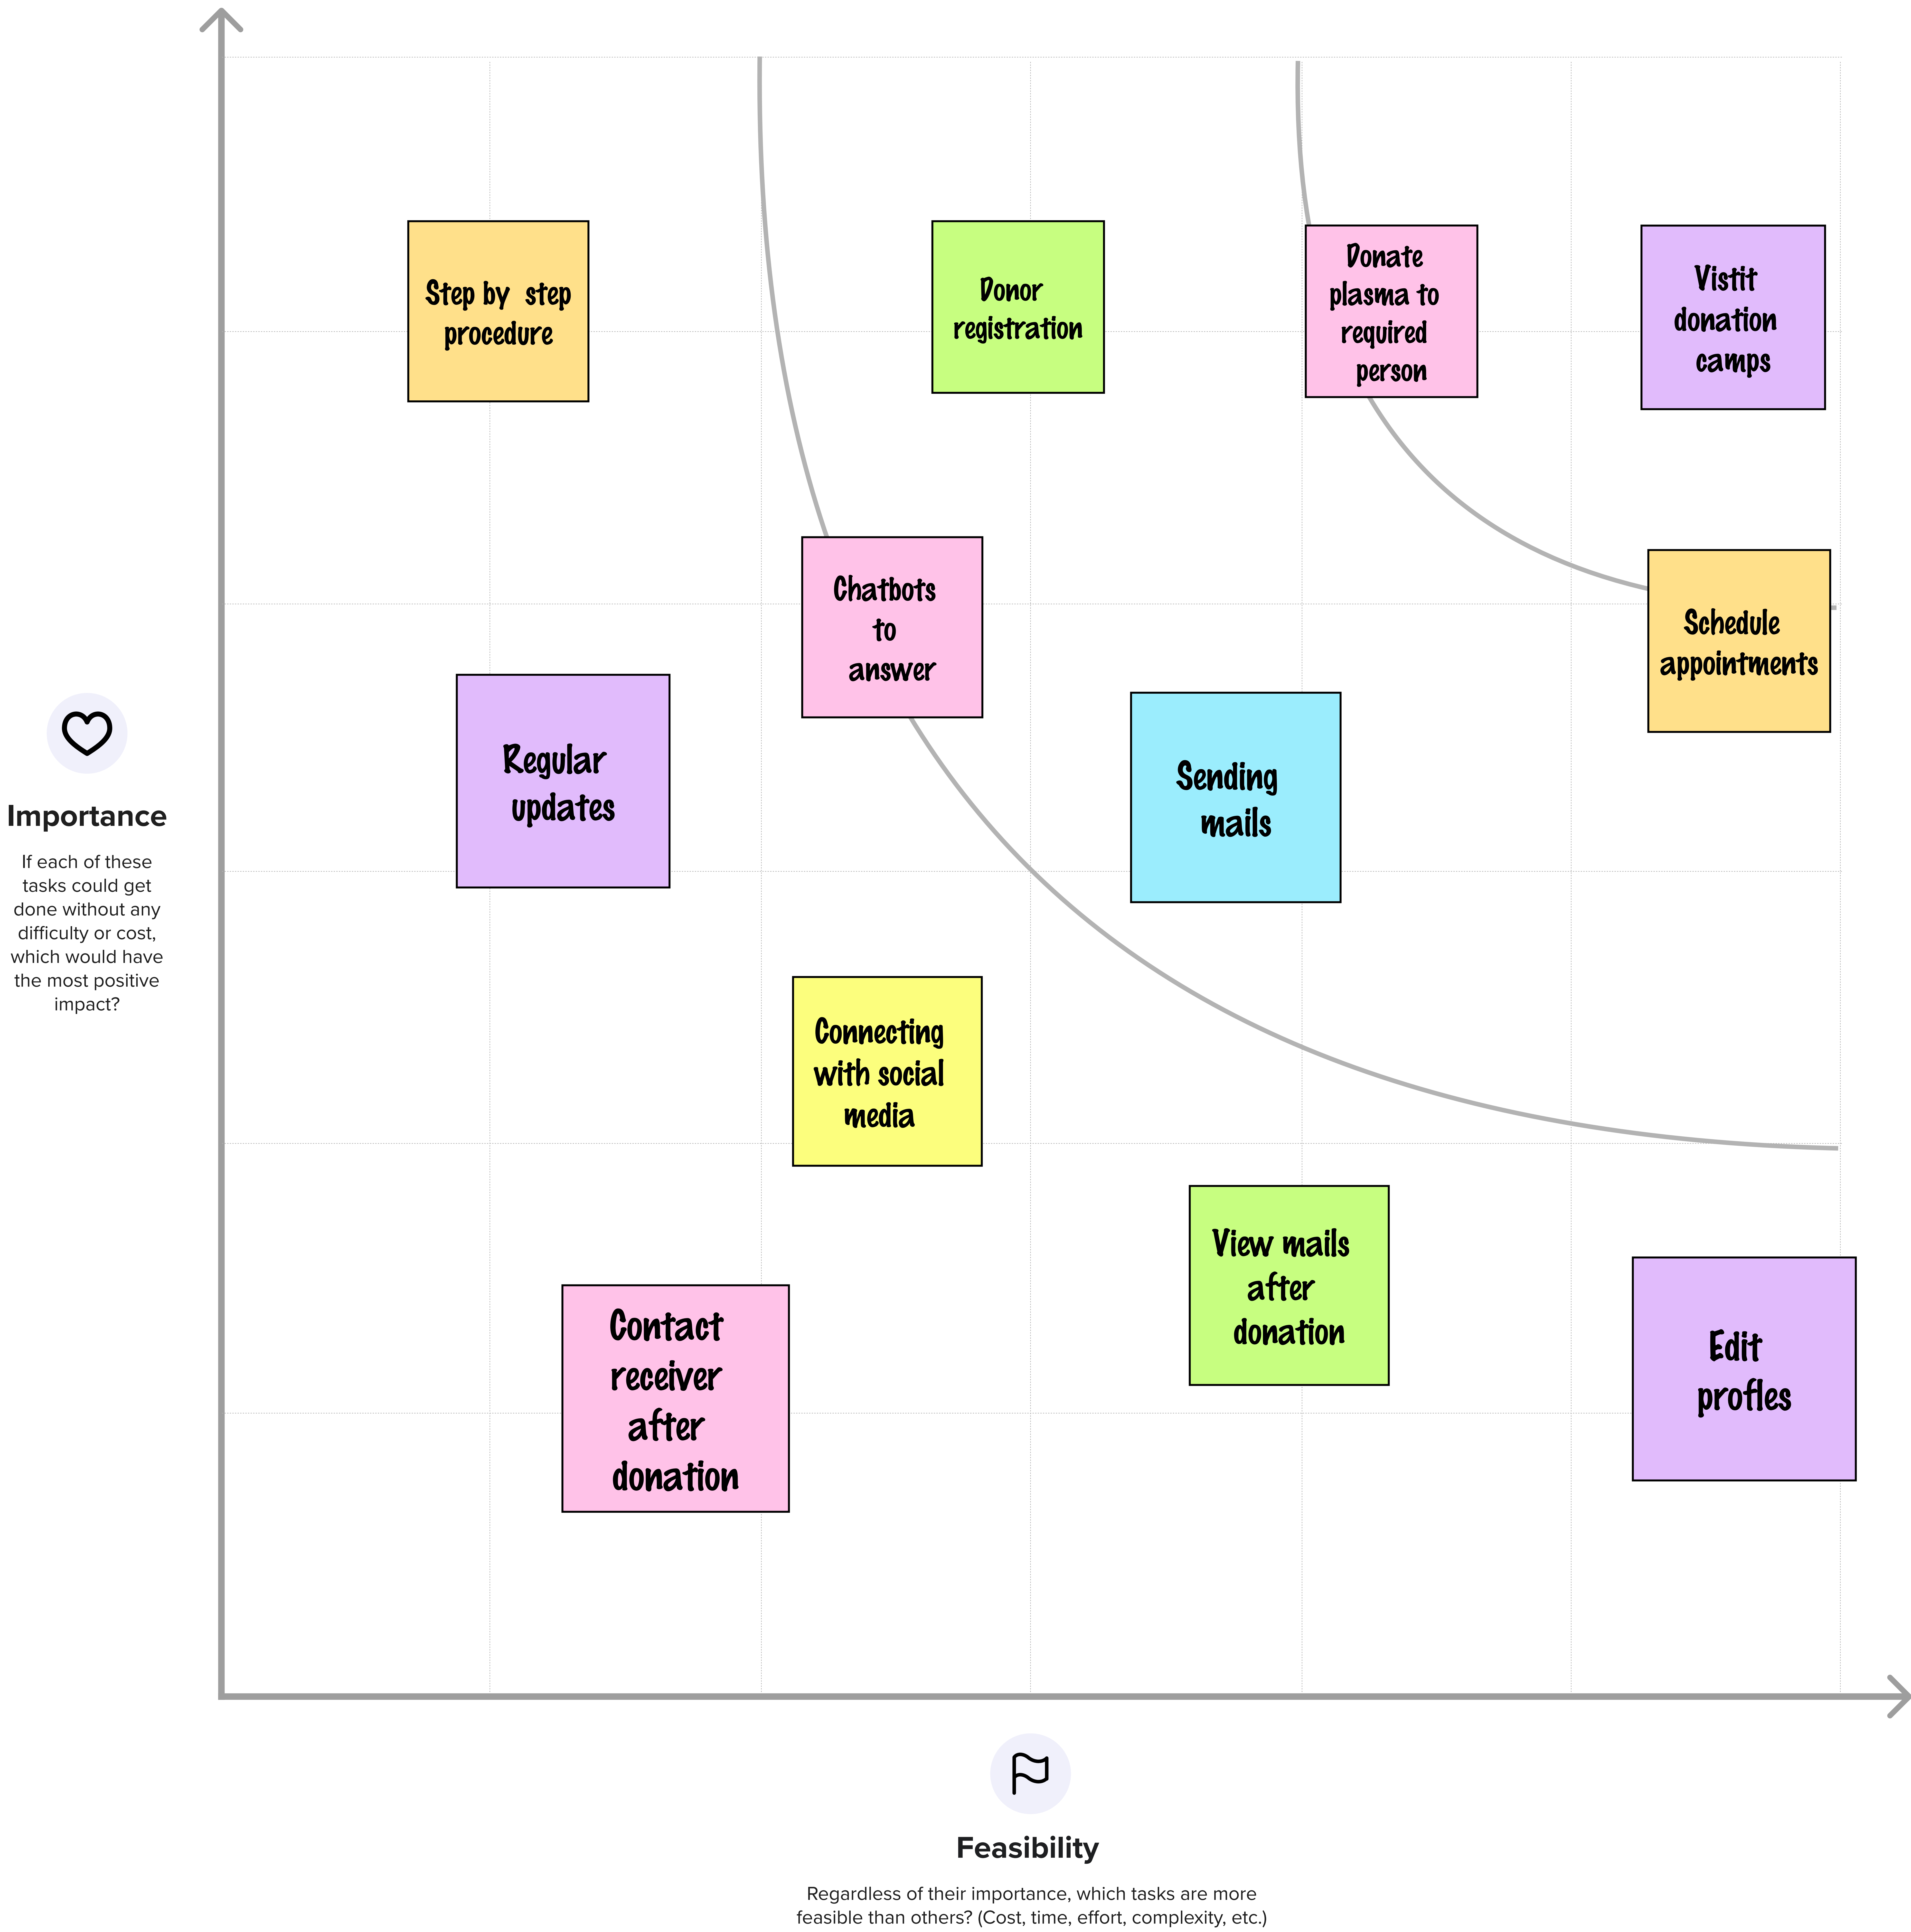 Step by step
procedure
Donor
registration
Donate
plasma to
required
person
Vistit
donation
camps
Chatbots
to
answer
Schedule
appointments
Regular
updates
Sending
mails
Importance
If each of these
tasks could get
done without any
difficulty or cost,
which would have
the most positive
impact?
Connecting
with social
media
View mails
after
donation
Contact
receiver
after
donation
Edit
profles
Feasibility
Regardless of their importance, which tasks are more
feasible than others? (Cost, time, effort, complexity, etc.)